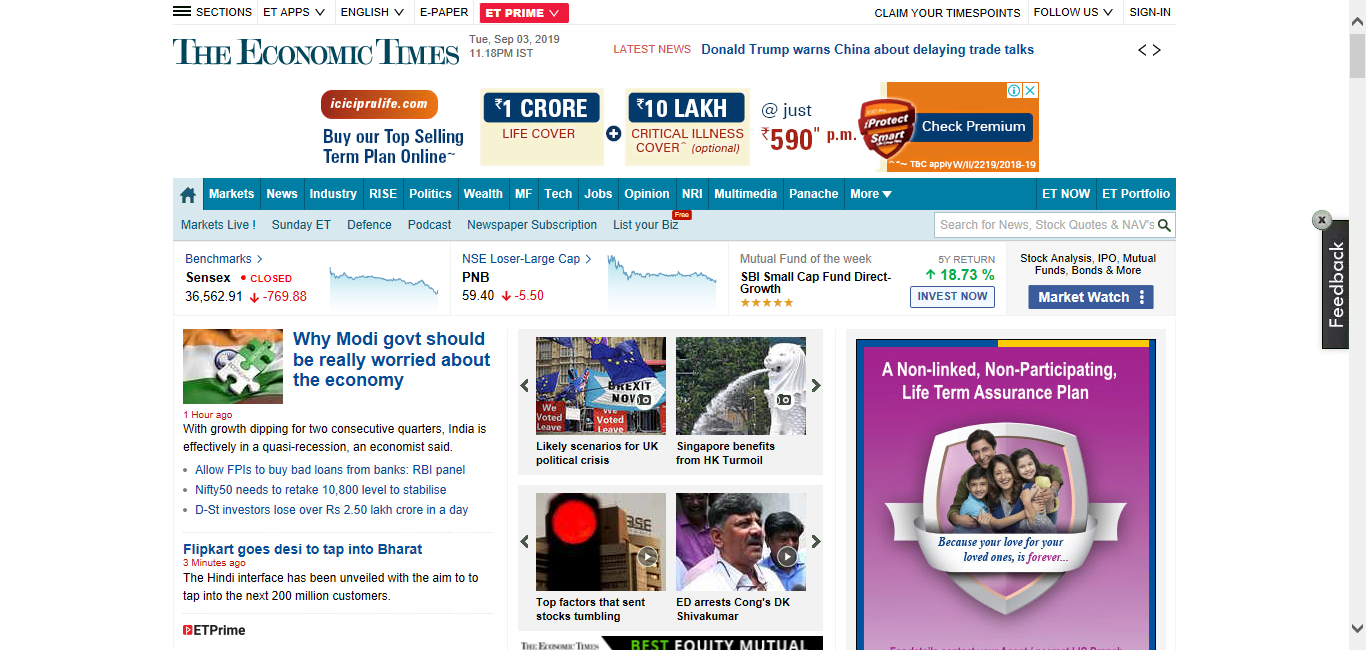 SECTIONS ET APPS ENGLISH E-PAPER ET PRIME CLAIM YOUR TIMESPOINTS FOLLOW US SIGN-IN
THE ECONOMIC TIMES
Tue, Sep 03, 2019
11.18PM IST
LATEST NEWS Donald Trump warns China about delaying trade talks
iciciprulife.com
Buy our Top Selling
Term Plan Online~
₹1 CRORE
LIFE COVER
₹10 LAKH
CRITICAL ILLNESS
COVER^ (optional)
@ just
₹590" p.m.
iProtect
Smart
Check Premium
T&C apply W/II/2219/2018-19
Markets News Industry RISE Politics Wealth MF Tech Jobs Opinion NRI Multimedia Panache More ET NOW ET Portfolio
Markets Live ! Sunday ET Defence Podcast Newspaper Subscription List your Biz Free
Search for News, Stock Quotes & NAV's
x
Feedback
Benchmarks
Sensex CLOSED
36,562.91 -769.88
NSE Loser-Large Cap
PNB
59.40 -5.50
Mutual Fund of the week
SBI Small Cap Fund Direct-
Growth
5Y RETURN
18.73 %
INVEST NOW
Stock Analysis, IPO, Mutual
Funds, Bonds & More
Market Watch
Why Modi govt should
be really worried about
the economy
1 Hour ago
With growth dipping for two consecutive quarters, India is
effectively in a quasi-recession, an economist said.
Allow FPIs to buy bad loans from banks: RBI panel
Nifty50 needs to retake 10,800 level to stabilise
D-St investors lose over Rs 2.50 lakh crore in a day
Flipkart goes desi to tap into Bharat
3 Minutes ago
The Hindi interface has been unveiled with the aim to to
tap into the next 200 million customers.
ETPrime
BREXIT
NOW
We
Voted
Leave
We
Voted
Leave
Likely scenarios for UK
political crisis
Singapore benefits
from HK Turmoil
BSE
Top factors that sent
stocks tumbling
ED arrests Cong's DK
Shivakumar
THE ECONOMIC TIMES BEST EQUITY MUTUAL
A Non-linked, Non-Participating,
Life Term Assurance Plan
Because your love for your
loved ones, is forever...